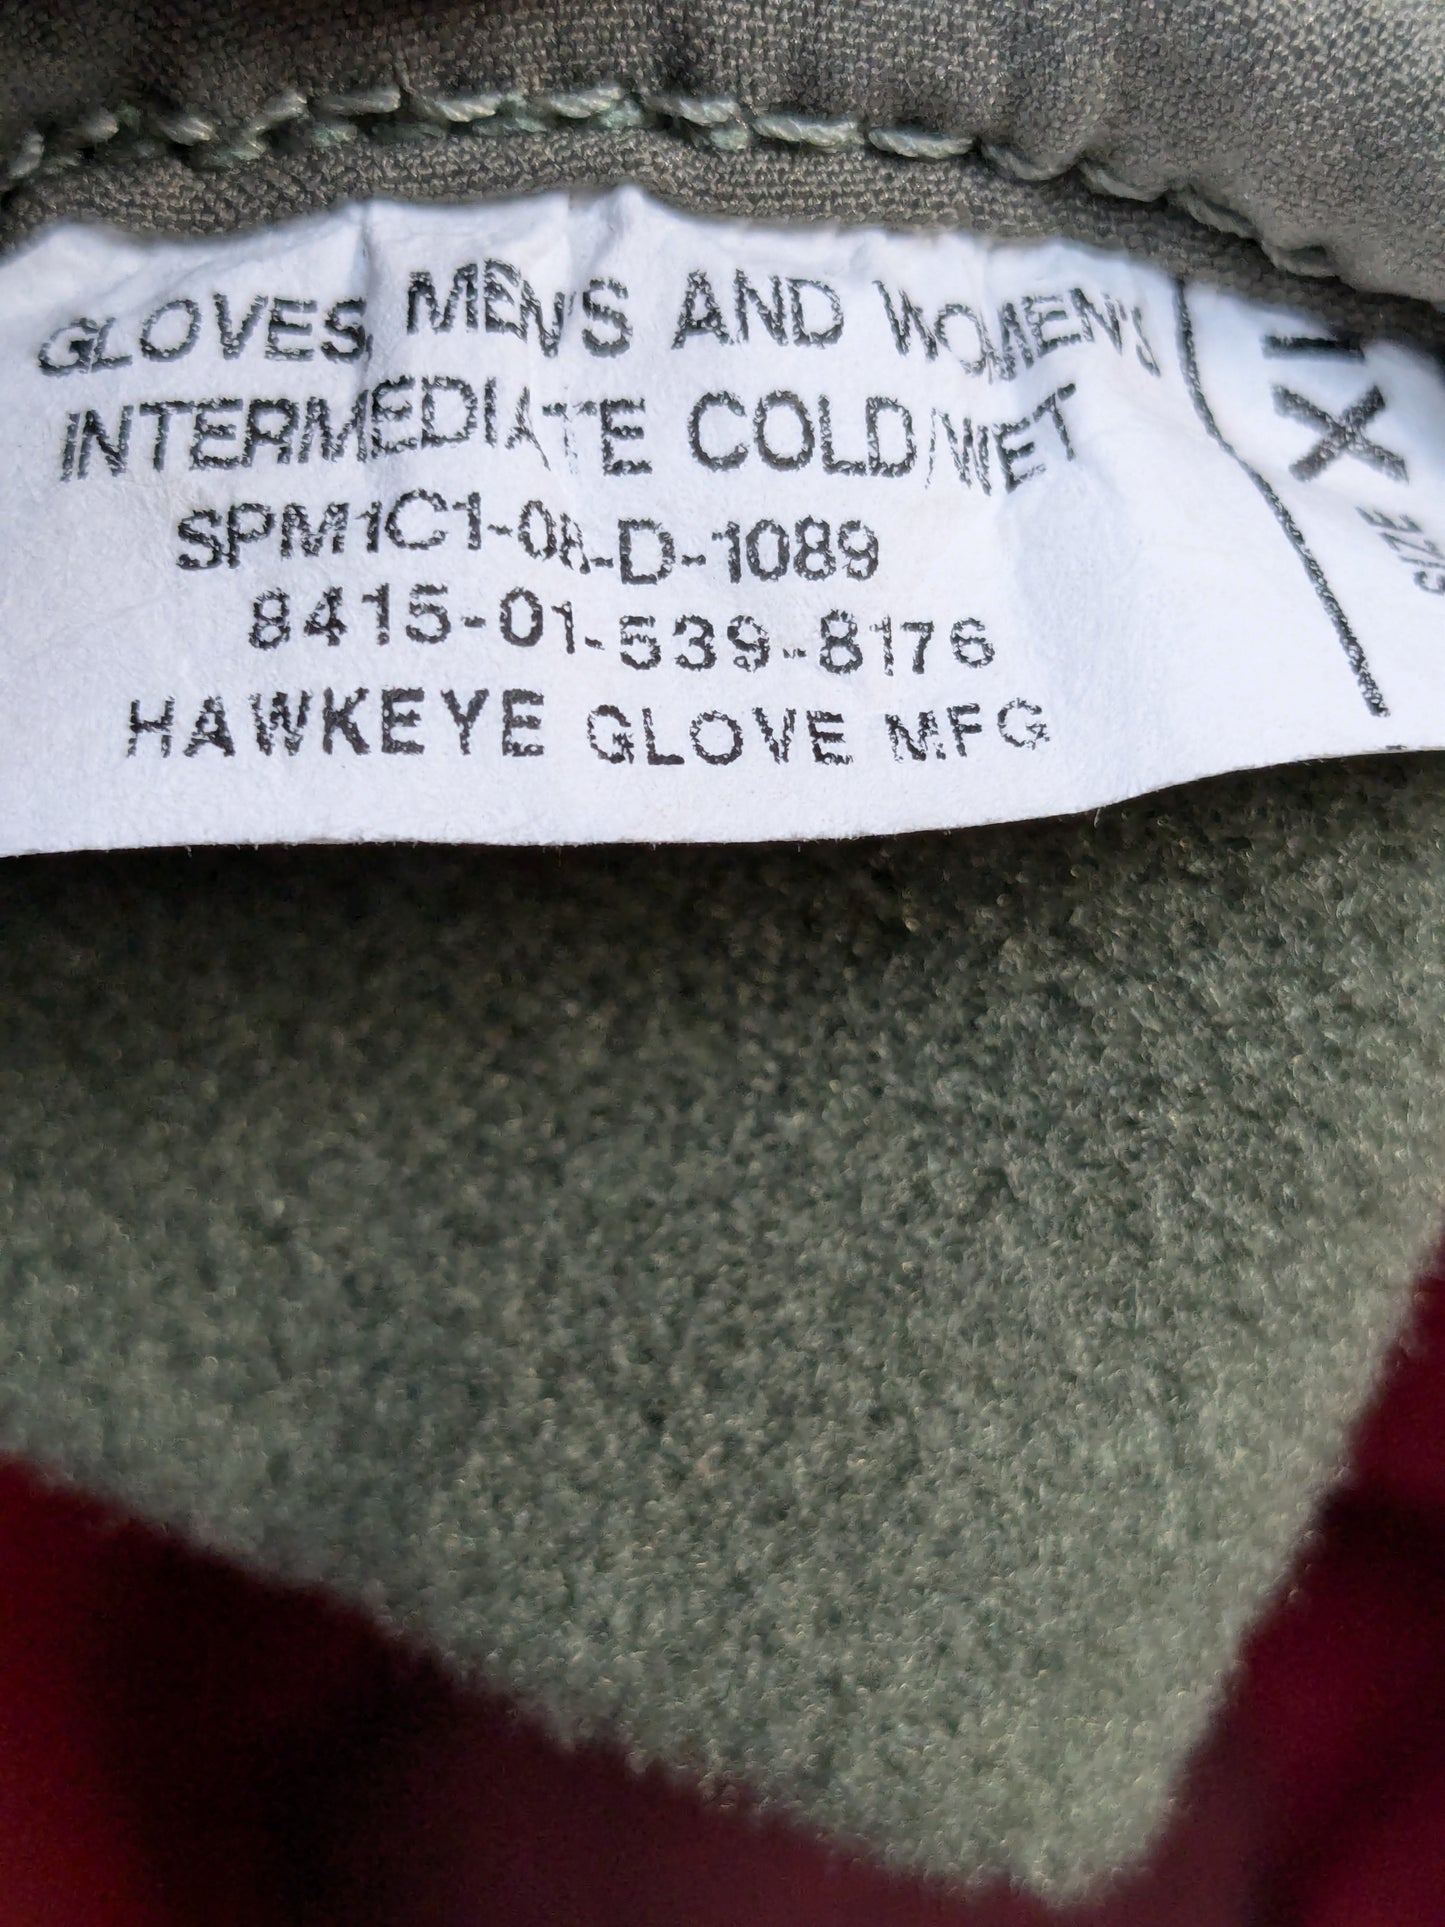 GLOVES, MEN'S AND WOMEN'S
INTERMEDIATE COLD/WET
SPM1C1-08-D-1089
8415-01-539-8176
HAWKEYE GLOVE MFG
SIZE